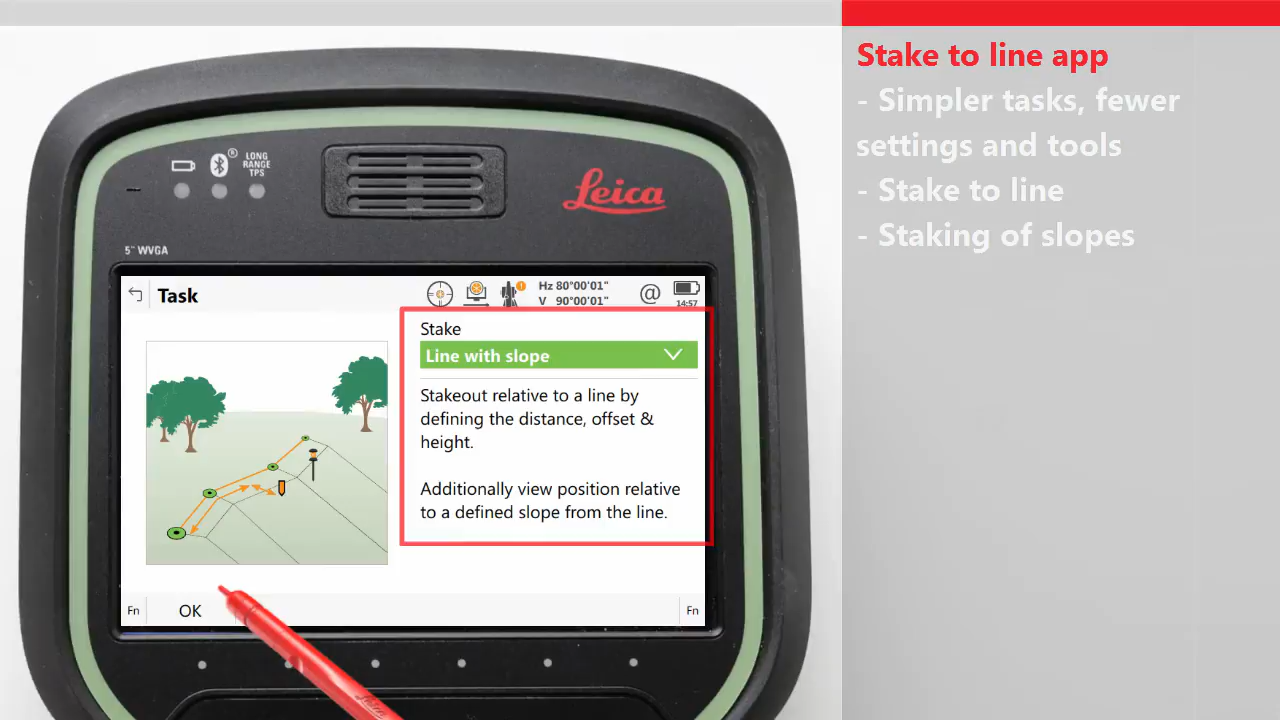 Stake to line app
- Simpler tasks, fewer
settings and tools
- Stake to line
- Staking of slopes
LONG
RANGE
TPS
Leica
5" WVGA
Task
Hz 80°00'01"
V 90°00'01"
@
14:57
Stake
Line with slope
Stakeout relative to a line by
defining the distance, offset &
height.
Additionally view position relative
to a defined slope from the line.
Fn
OK
Fn
Leica